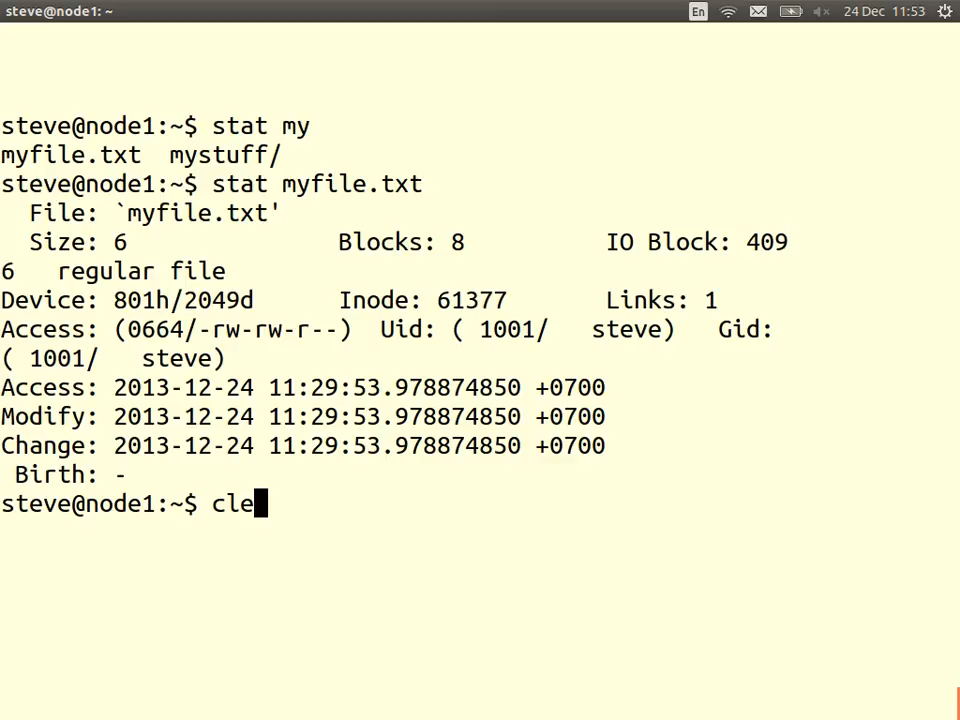 steve@node1: ~
En
24 Dec 11:53
steve@node1:~$ stat my
myfile.txt  mystuff/
steve@node1:~$ stat myfile.txt
  File: `myfile.txt'
  Size: 6               Blocks: 8          IO Block: 409
6   regular file
Device: 801h/2049d      Inode: 61377       Links: 1
Access: (0664/-rw-rw-r--)  Uid: ( 1001/   steve)   Gid:
( 1001/   steve)
Access: 2013-12-24 11:29:53.978874850 +0700
Modify: 2013-12-24 11:29:53.978874850 +0700
Change: 2013-12-24 11:29:53.978874850 +0700
 Birth: -
steve@node1:~$ cle